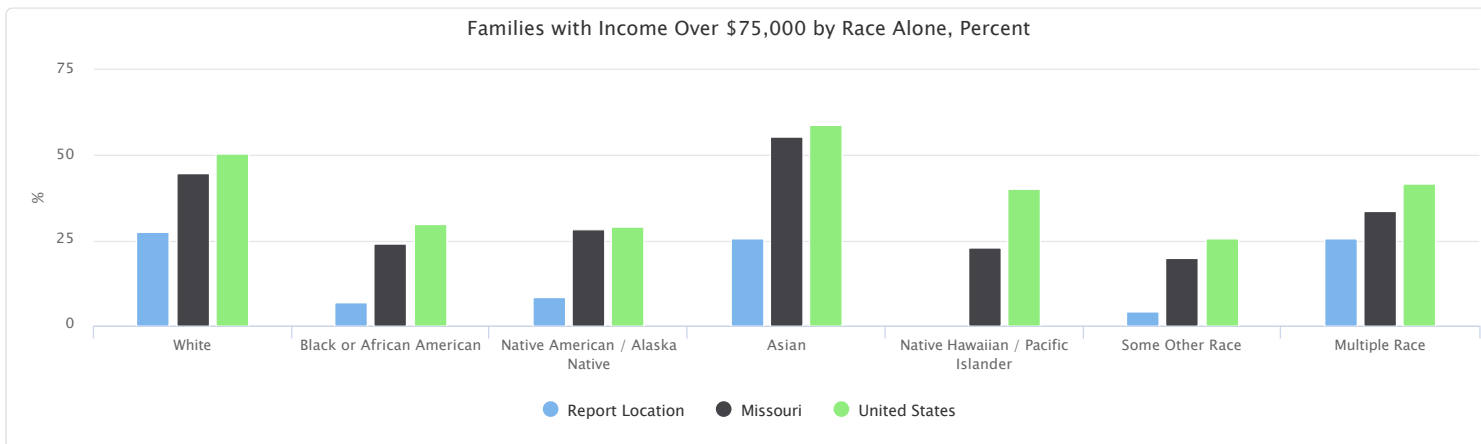 Families with Income Over $75,000 by Race Alone, Percent
75
50
25
0
%
White
Black or African American
Native American / Alaska
Native
Asian
Native Hawaiian / Pacific
Islander
Some Other Race
Multiple Race
Report Location
Missouri
United States